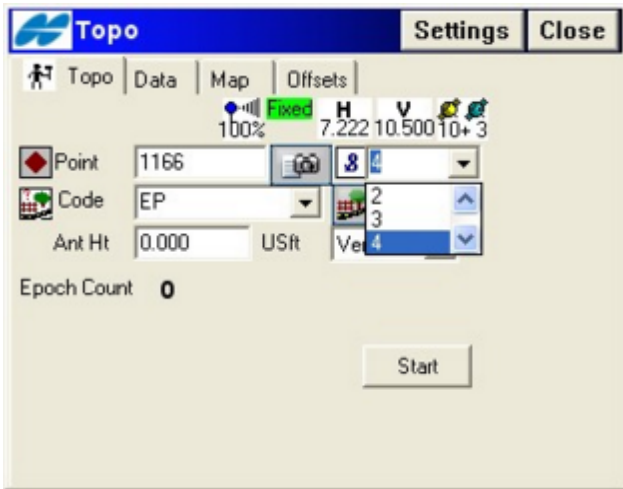 Topo Settings Close
Topo Data Map Offsets
100% Fixed H 7.222 V 10.500 10+ 3
Point 1166 4
Code EP 2
3
Ant Ht 0.000 USft 4
Epoch Count 0
Start